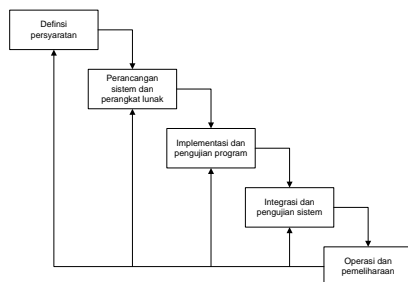 Definsi
persyaratan
Perancangan
sistem dan
perangkat lunak
Implementasi dan
pengujian program
Integrasi dan
pengujian sistem
Operasi dan
pemeliharaan